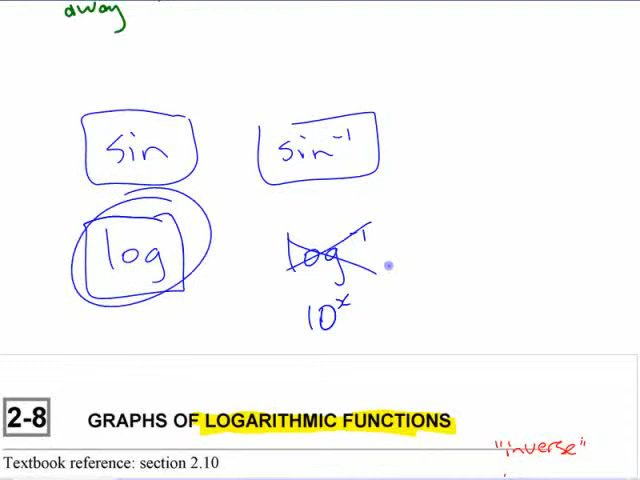 away
sin sin⁻¹
log log⁻¹
10ˣ
2-8 GRAPHS OF LOGARITHMIC FUNCTIONS
"inverse"
Textbook reference: section 2.10